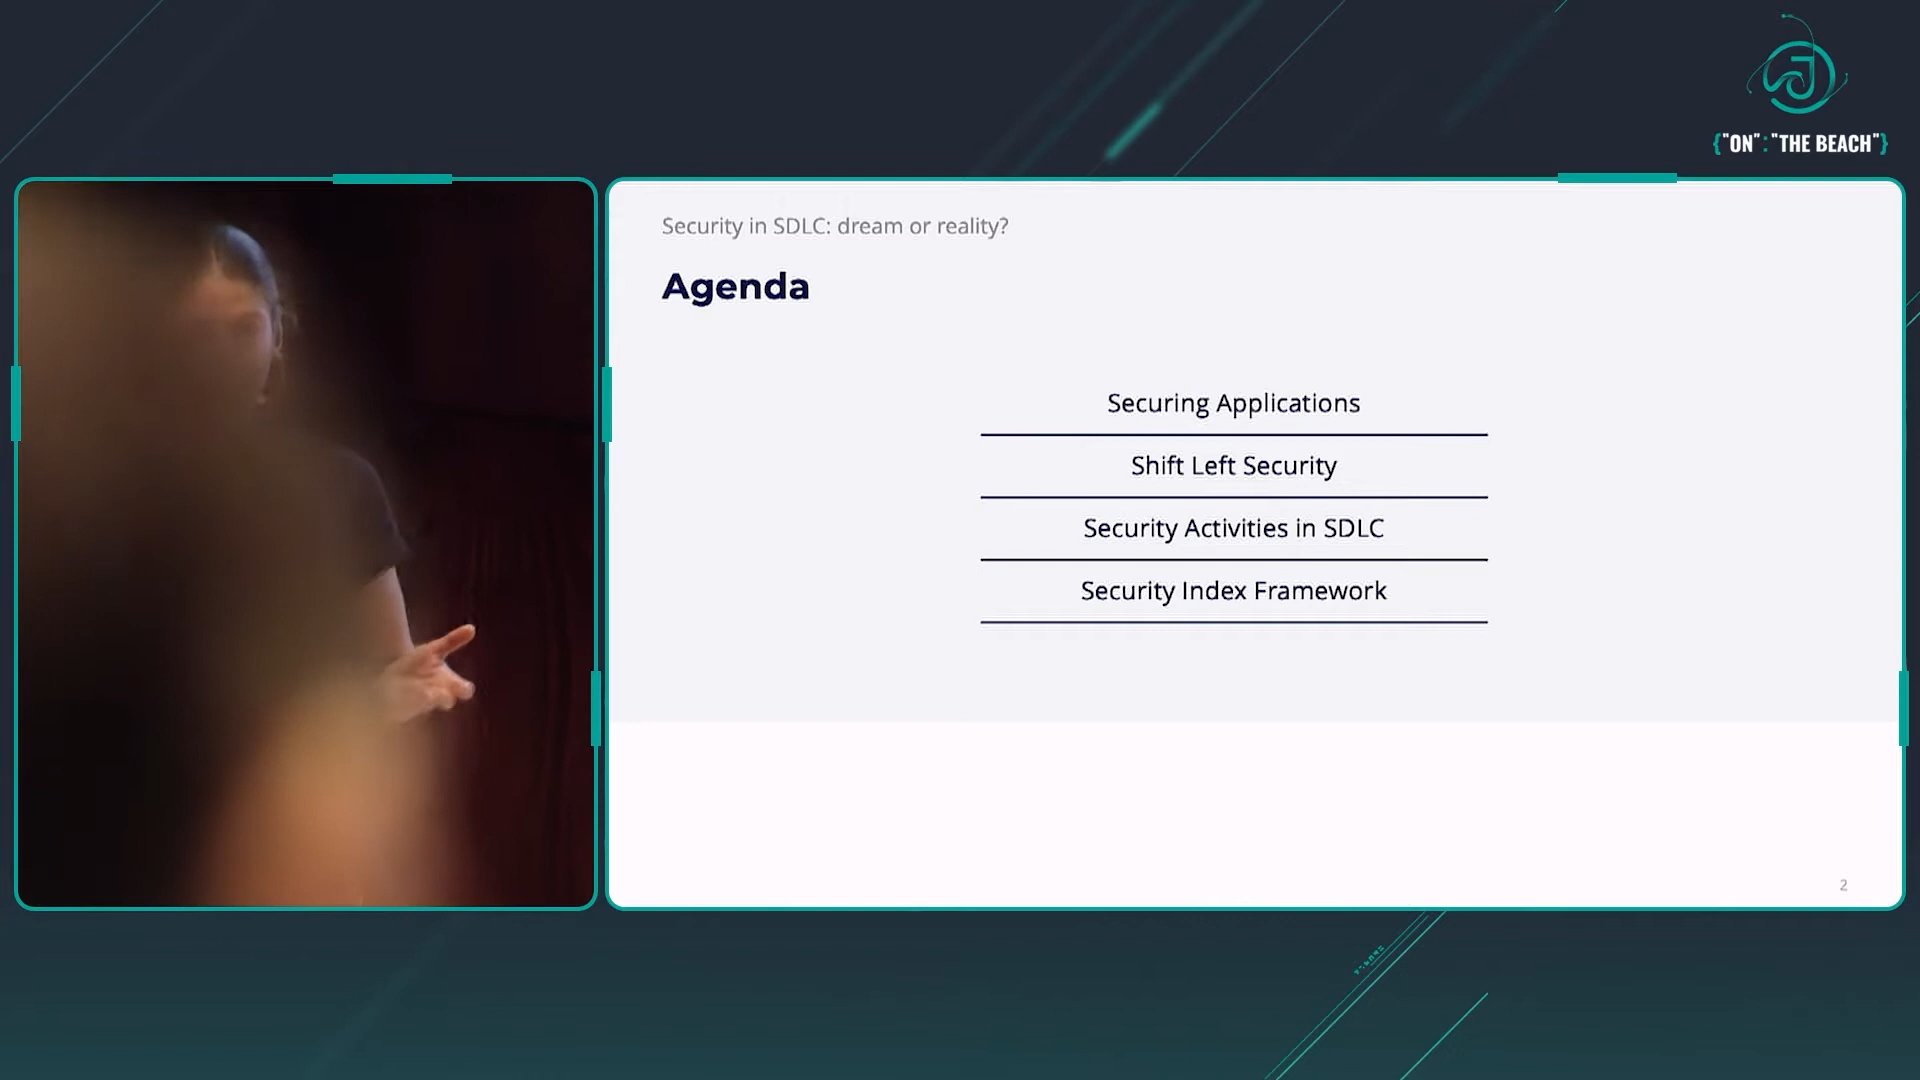 {"ON":"THE BEACH"}
Security in SDLC: dream or reality?
Agenda
Securing Applications
Shift Left Security
Security Activities in SDLC
Security Index Framework
2